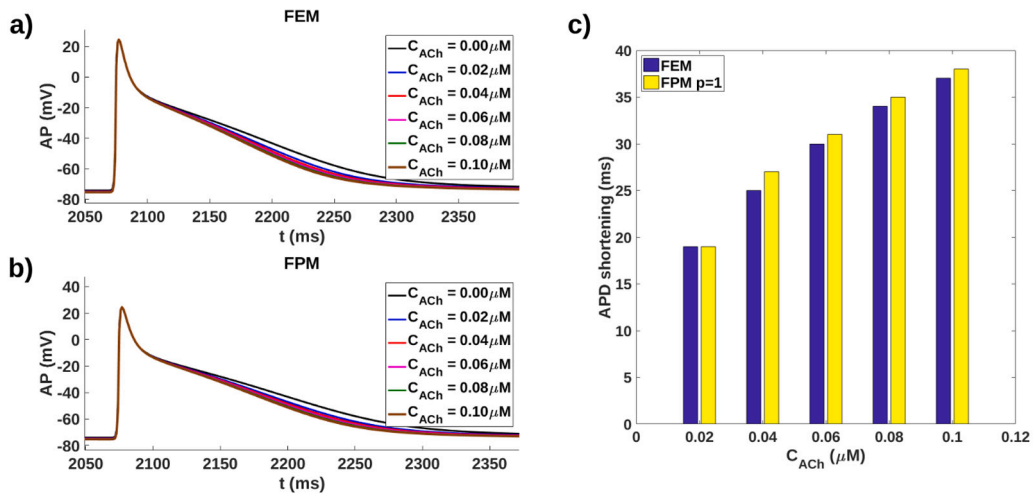 a)
FEM
AP (mV)
20
0
-20
-40
-60
-80
C_ACh = 0.00μM
C_ACh = 0.02μM
C_ACh = 0.04μM
C_ACh = 0.06μM
C_ACh = 0.08μM
C_ACh = 0.10μM
2050 2100 2150 2200 2250 2300 2350
t (ms)
b)
FPM
AP (mV)
40
20
0
-20
-40
-60
-80
C_ACh = 0.00μM
C_ACh = 0.02μM
C_ACh = 0.04μM
C_ACh = 0.06μM
C_ACh = 0.08μM
C_ACh = 0.10μM
2050 2100 2150 2200 2250 2300 2350
t (ms)
c)
APD shortening (ms)
40
35
30
25
20
15
10
5
0
FEM
FPM p=1
0 0.02 0.04 0.06 0.08 0.1 0.12
C_ACh (μM)